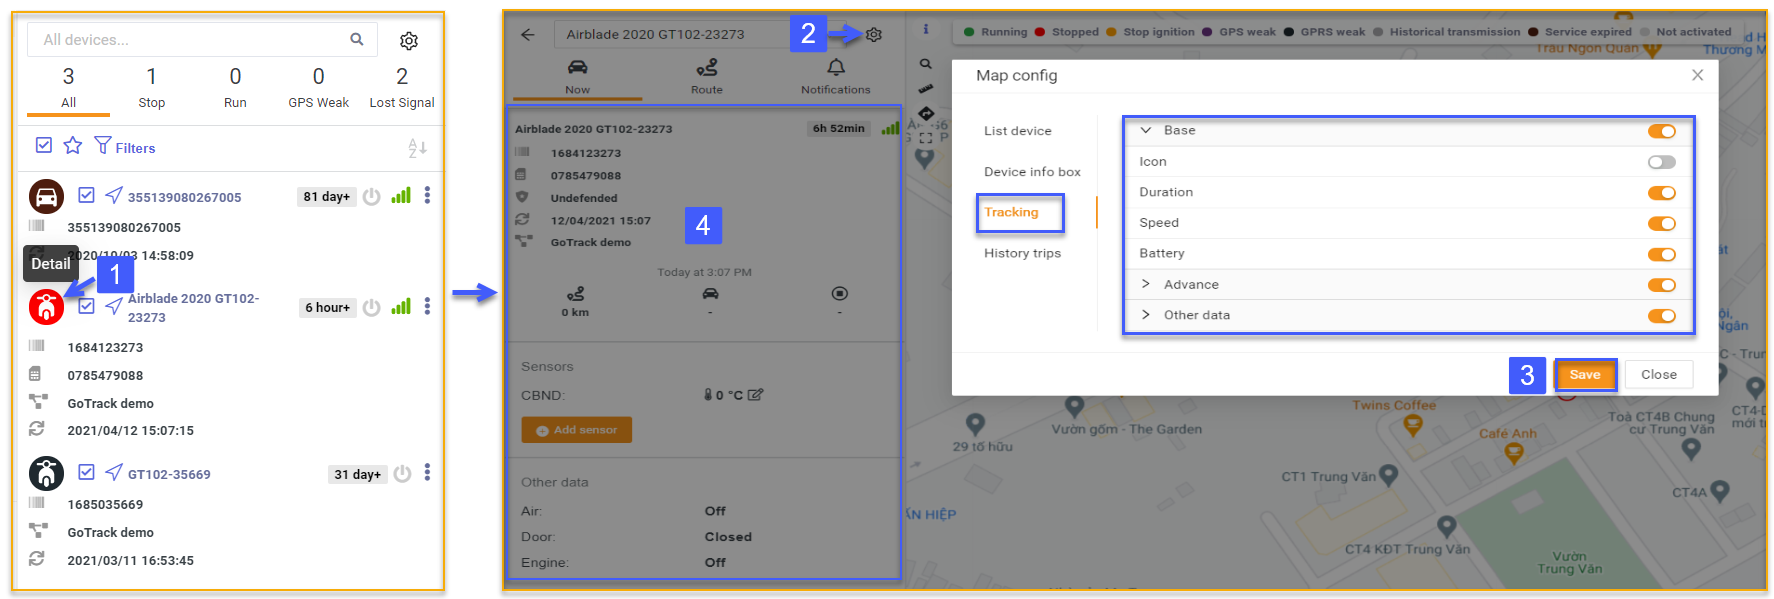 All devices...
3
1
0
0
2
All
Stop
Run
GPS Weak
Lost Signal
Filters
355139080267005
81 day+
355139080267005
2020/10/03 14:58:09
Detail
1
Airblade 2020 GT102-
23273
6 hour+
1684123273
0785479088
GoTrack demo
2021/04/12 15:07:15
GT102-35669
31 day+
1685035669
GoTrack demo
2021/03/11 16:53:45
Airblade 2020 GT102-23273
2
Now
Route
Notifications
Airblade 2020 GT102-23273
6h 52min
1684123273
0785479088
Undefended
12/04/2021 15:07
GoTrack demo
4
Today at 3:07 PM
0 km
-
-
Sensors
CBND:
0 °C
Add sensor
Other data
Air:
Off
Door:
Closed
Engine:
Off
Running
Stopped
Stop ignition
GPS weak
GPRS weak
Historical transmission
Service expired
Not activated
Trâu Ngon Quán
Thương M
Map config
List device
Device info box
Tracking
History trips
Base
Icon
Duration
Speed
Battery
Advance
Other data
3
Save
Close
Twins Coffee
Café Anh
29 tố hữu
Vườn gốm - The Garden
Toà CT4B Chung
cư Trung Văn
CT1 Trung Văn
CT4A
CT4 KĐT Trung Văn
Vườn
Trung Văn
ẤN HIỆP